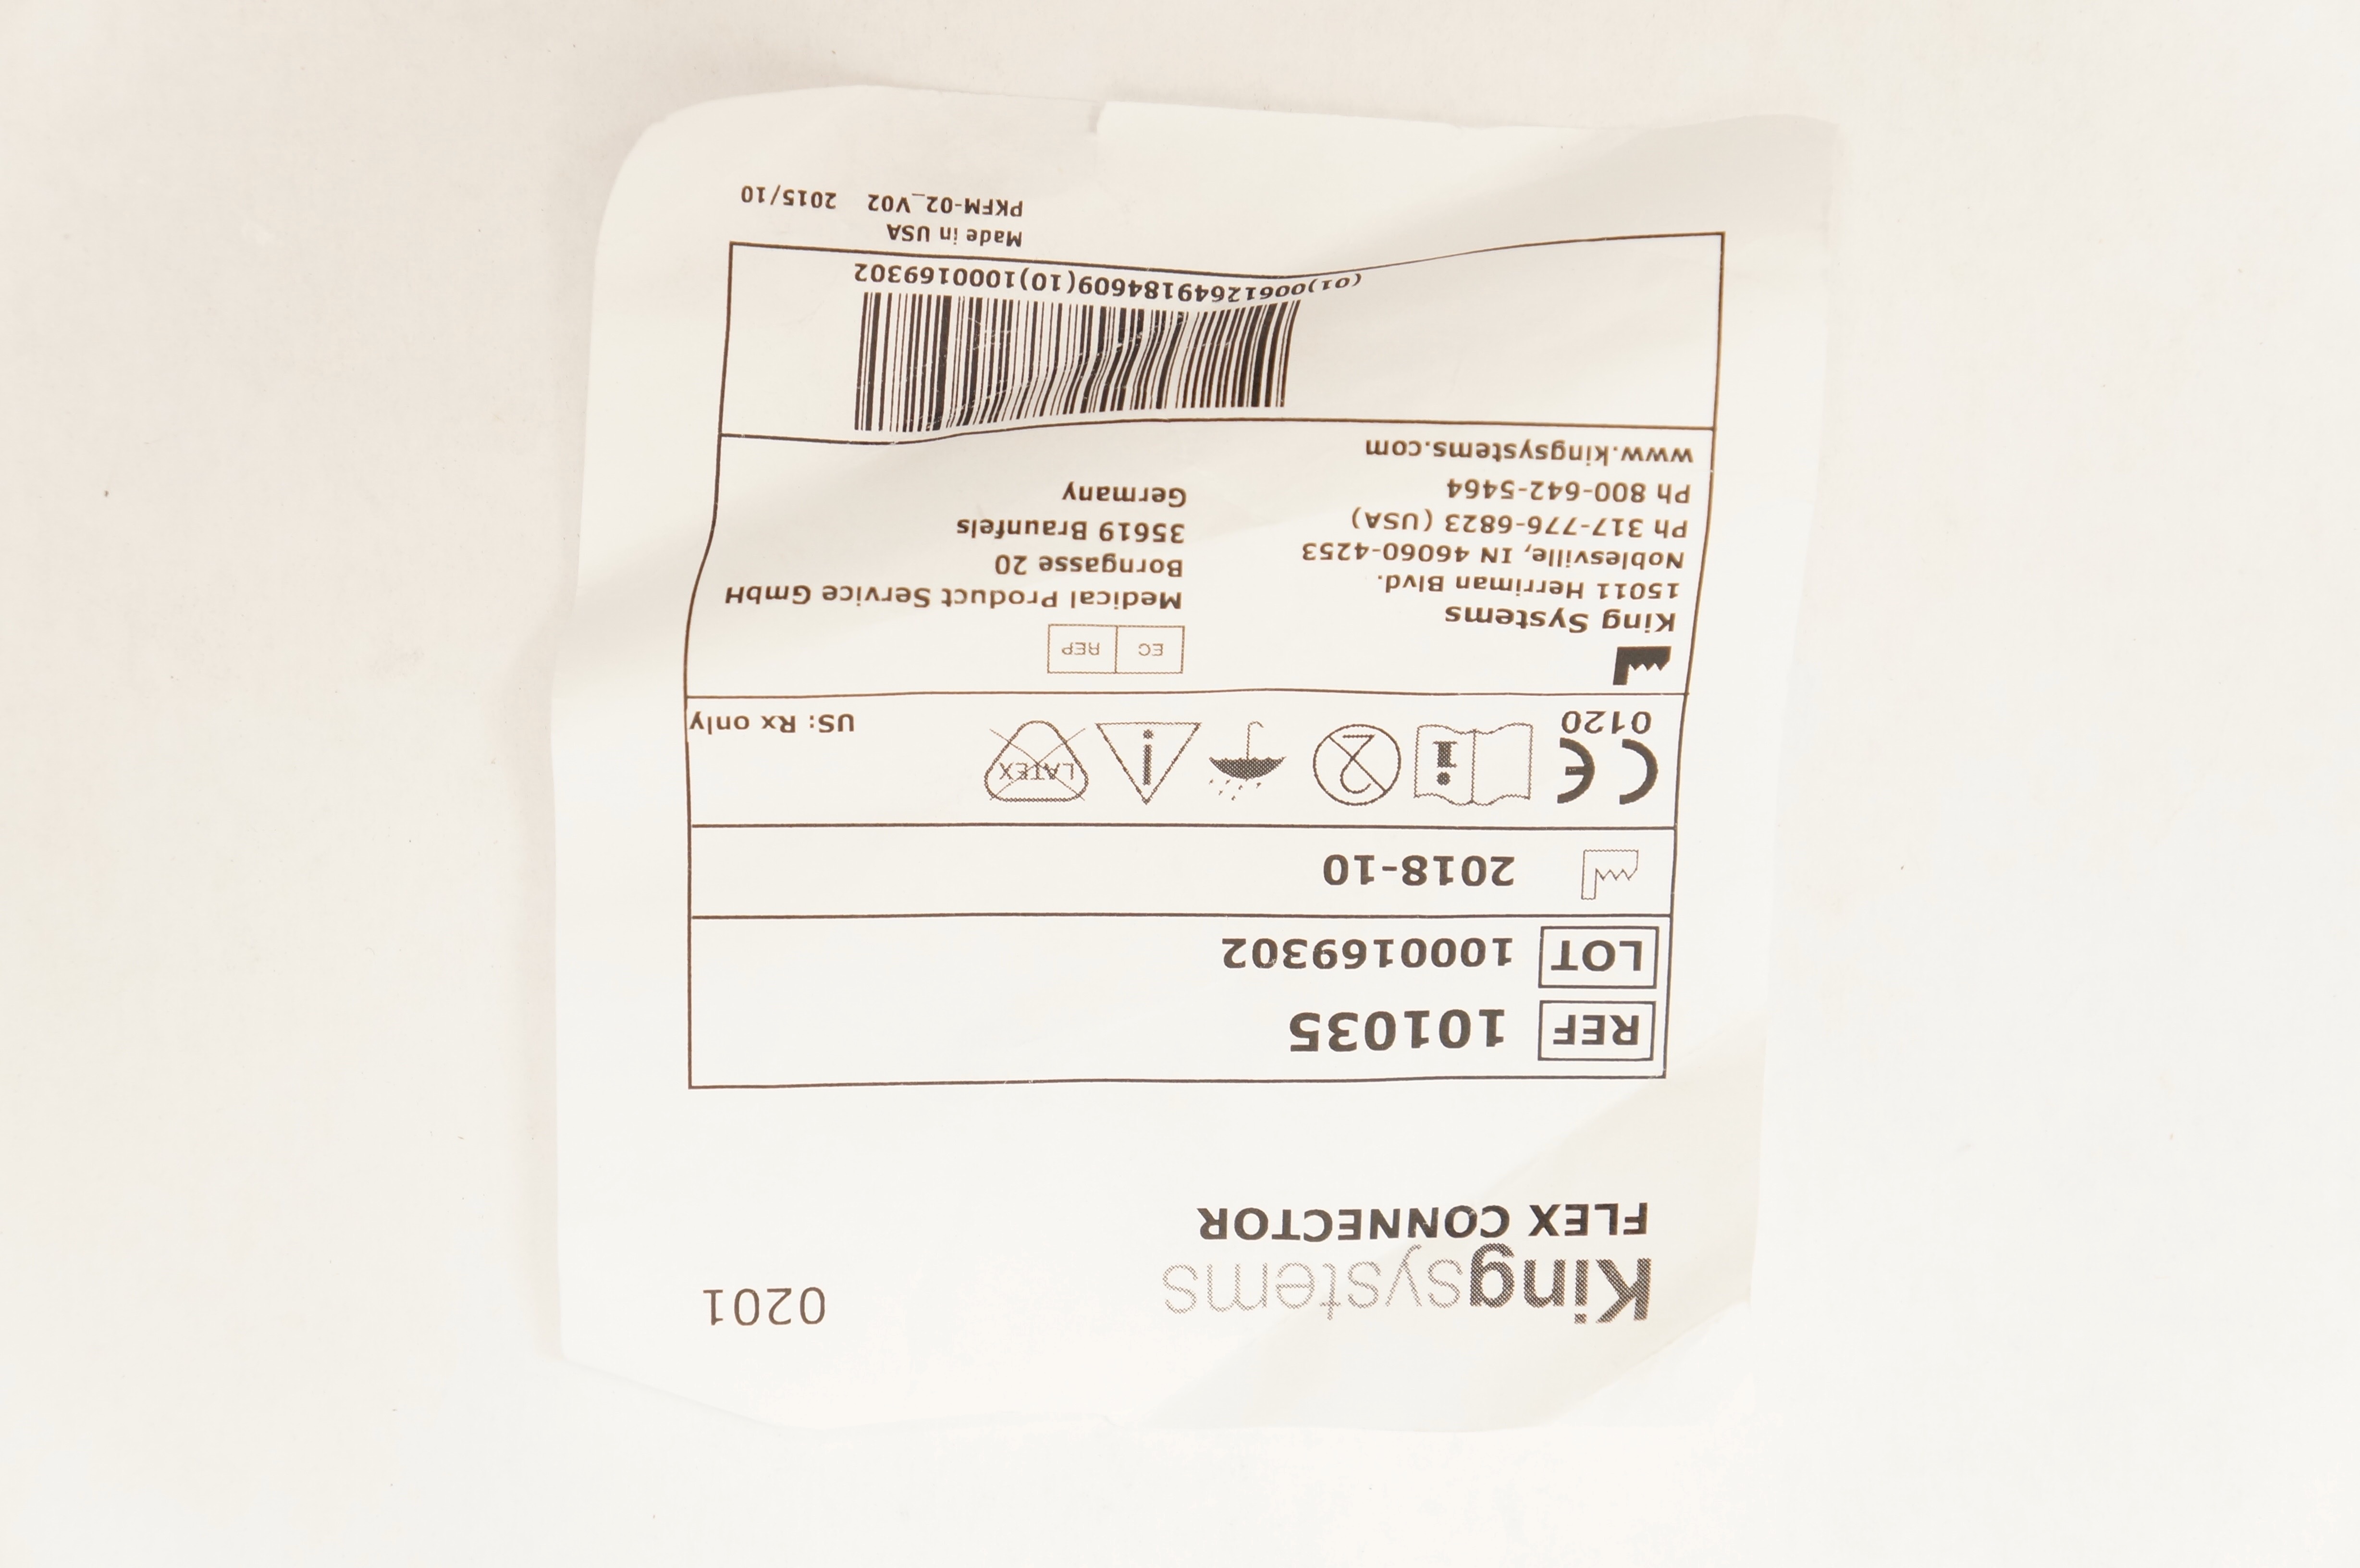 Kingsystems
0201
FLEX CONNECTOR
REF 101035
LOT 1000169302
2018-10
CE 0120
2
LATEX
US: Rx only
King Systems
15011 Herriman Blvd.
Noblesville, IN 46060-4253
Ph 317-776-6823 (USA)
Ph 800-642-5464
www.kingsystems.com
EC REP
Medical Product Service GmbH
Borngasse 20
35619 Braunfels
Germany
(01)00612649184609(10)1000169302
Made in USA
PKFM-02_V02 2015/10